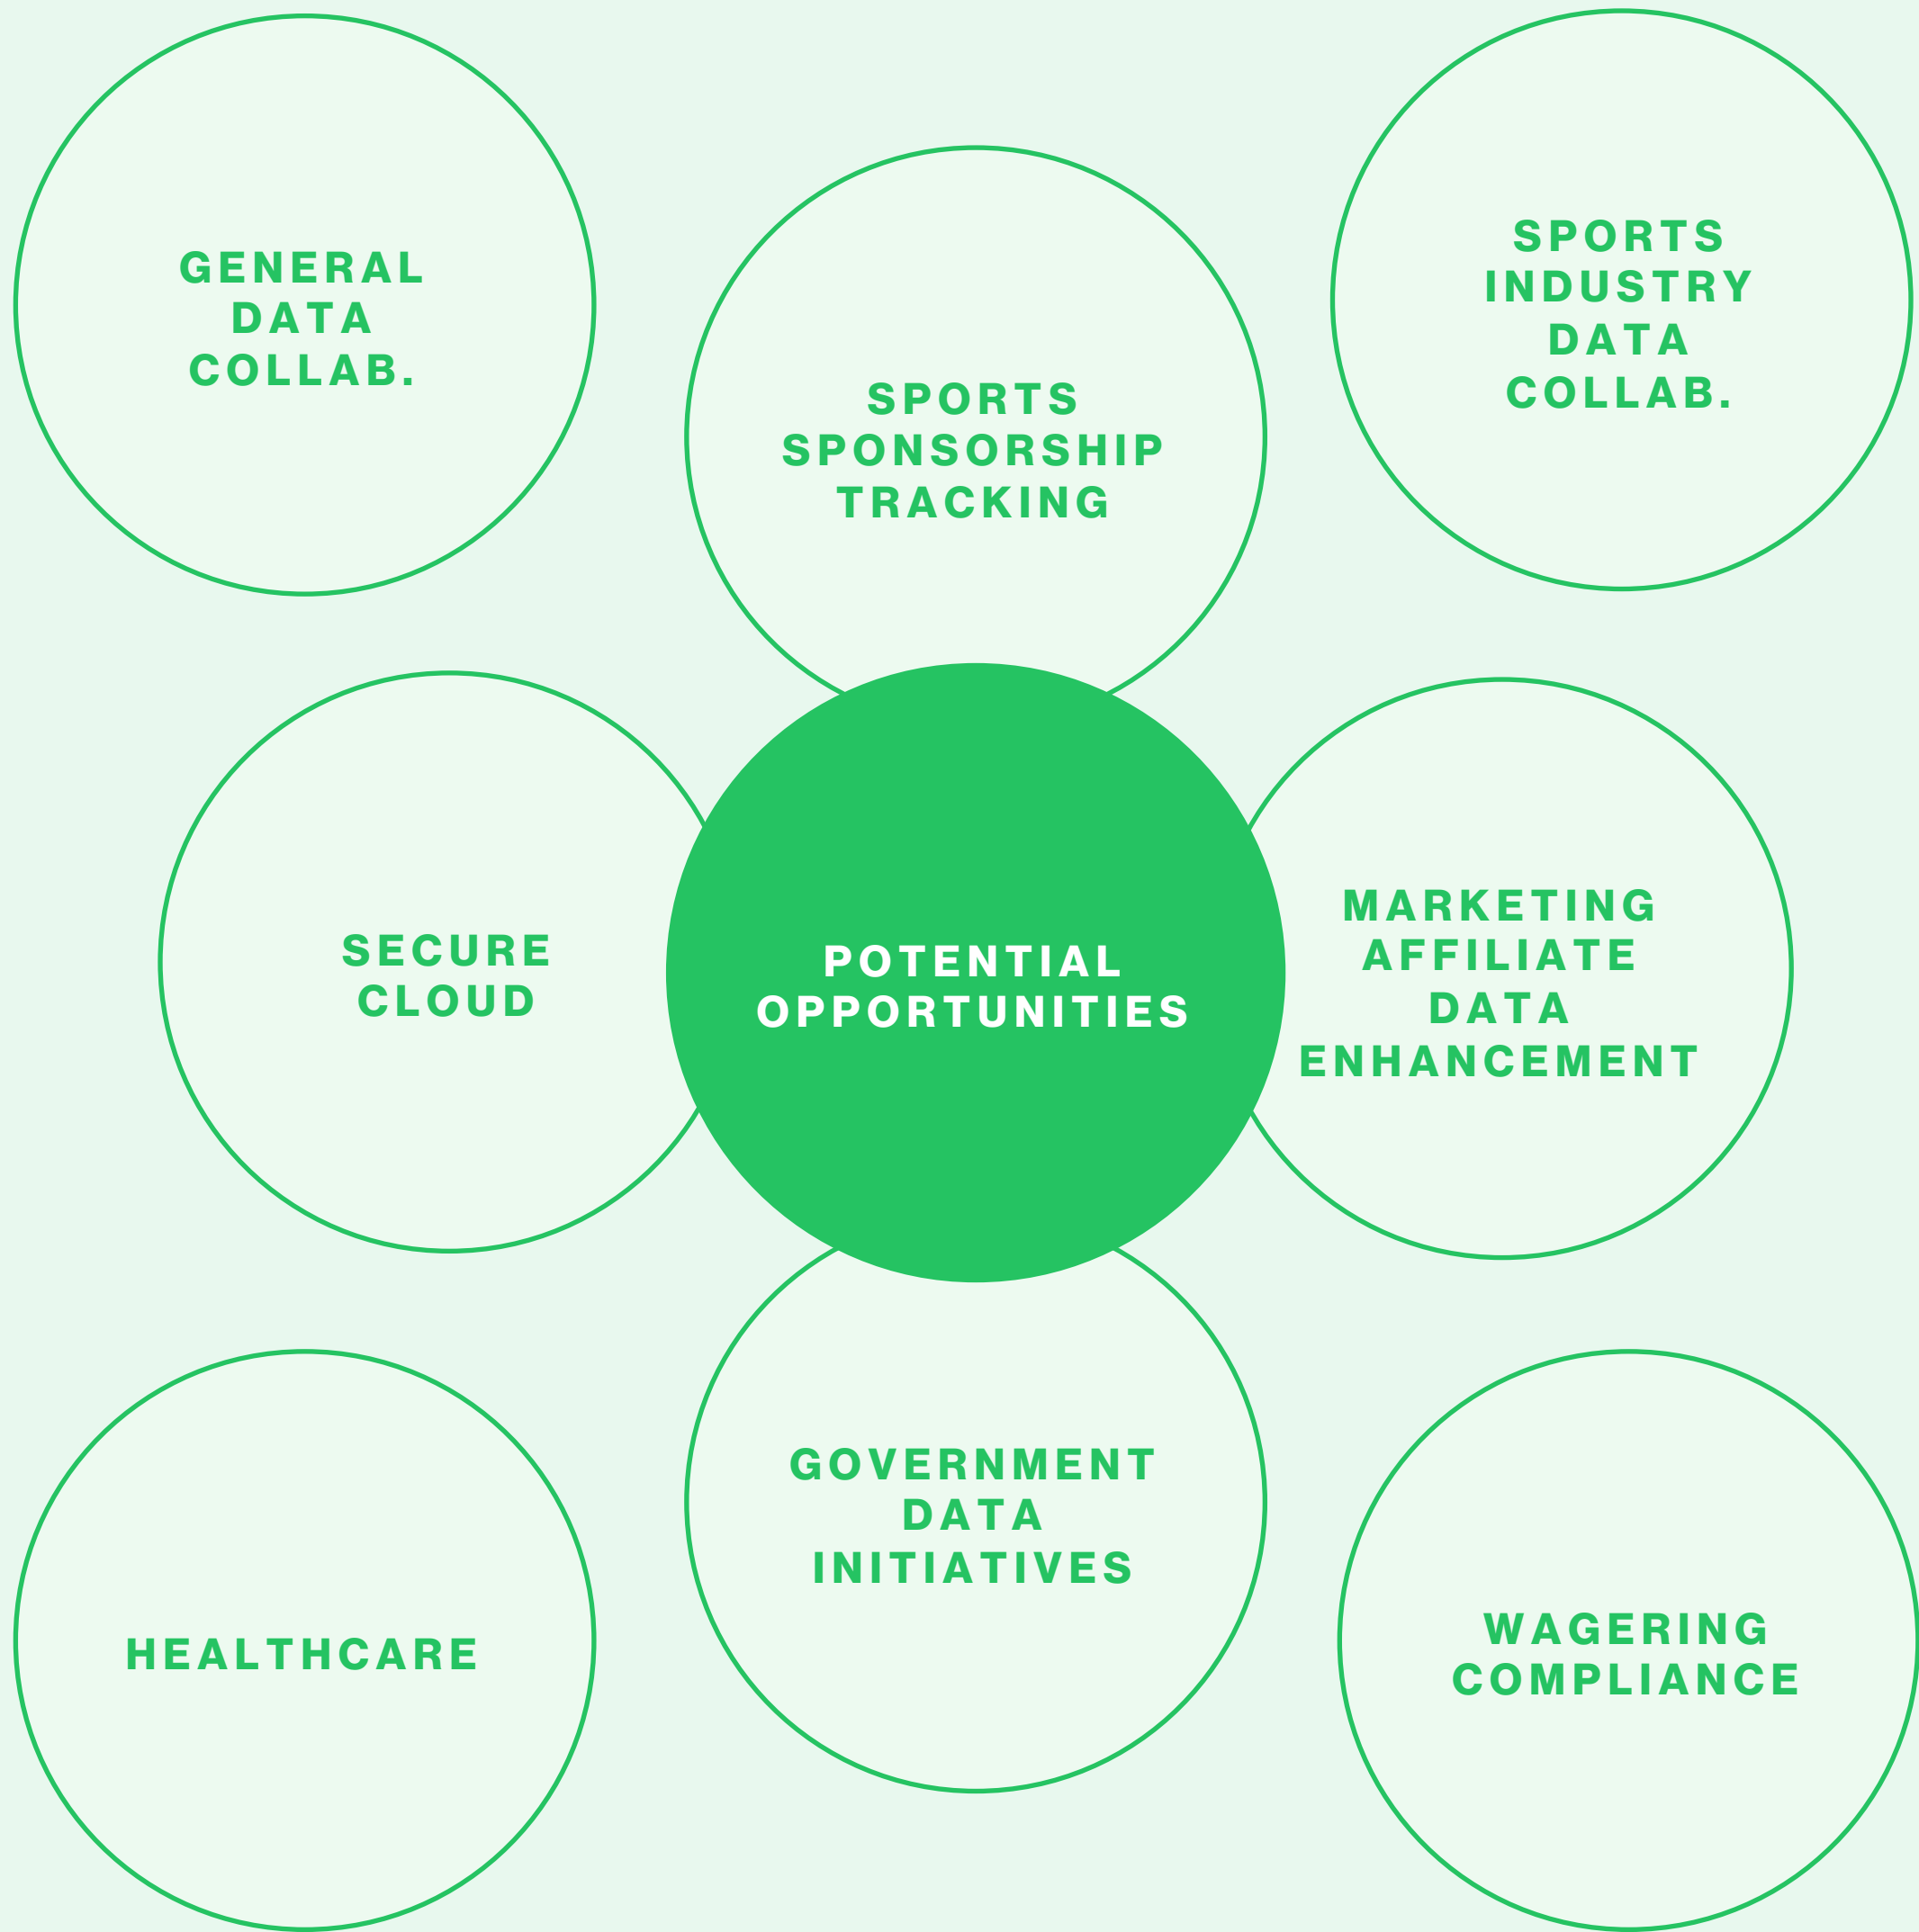 GENERAL
DATA
COLLAB.
SPORTS
SPONSORSHIP
TRACKING
SPORTS
INDUSTRY
DATA
COLLAB.
SECURE
CLOUD
POTENTIAL
OPPORTUNITIES
MARKETING
AFFILIATE
DATA
ENHANCEMENT
HEALTHCARE
GOVERNMENT
DATA
INITIATIVES
WAGERING
COMPLIANCE